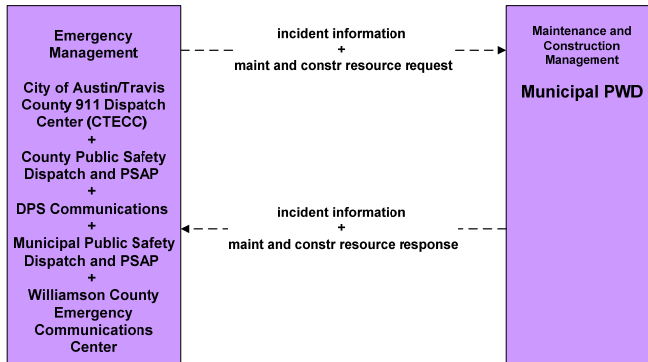 Emergency
Management
City of Austin/Travis
County 911 Dispatch
Center (CTECC)
+
County Public Safety
Dispatch and PSAP
+
DPS Communications
+
Municipal Public Safety
Dispatch and PSAP
+
Williamson County
Emergency
Communications
Center
incident information
+
maint and constr resource request
incident information
+
maint and constr resource response
Maintenance and
Construction
Management
Municipal PWD